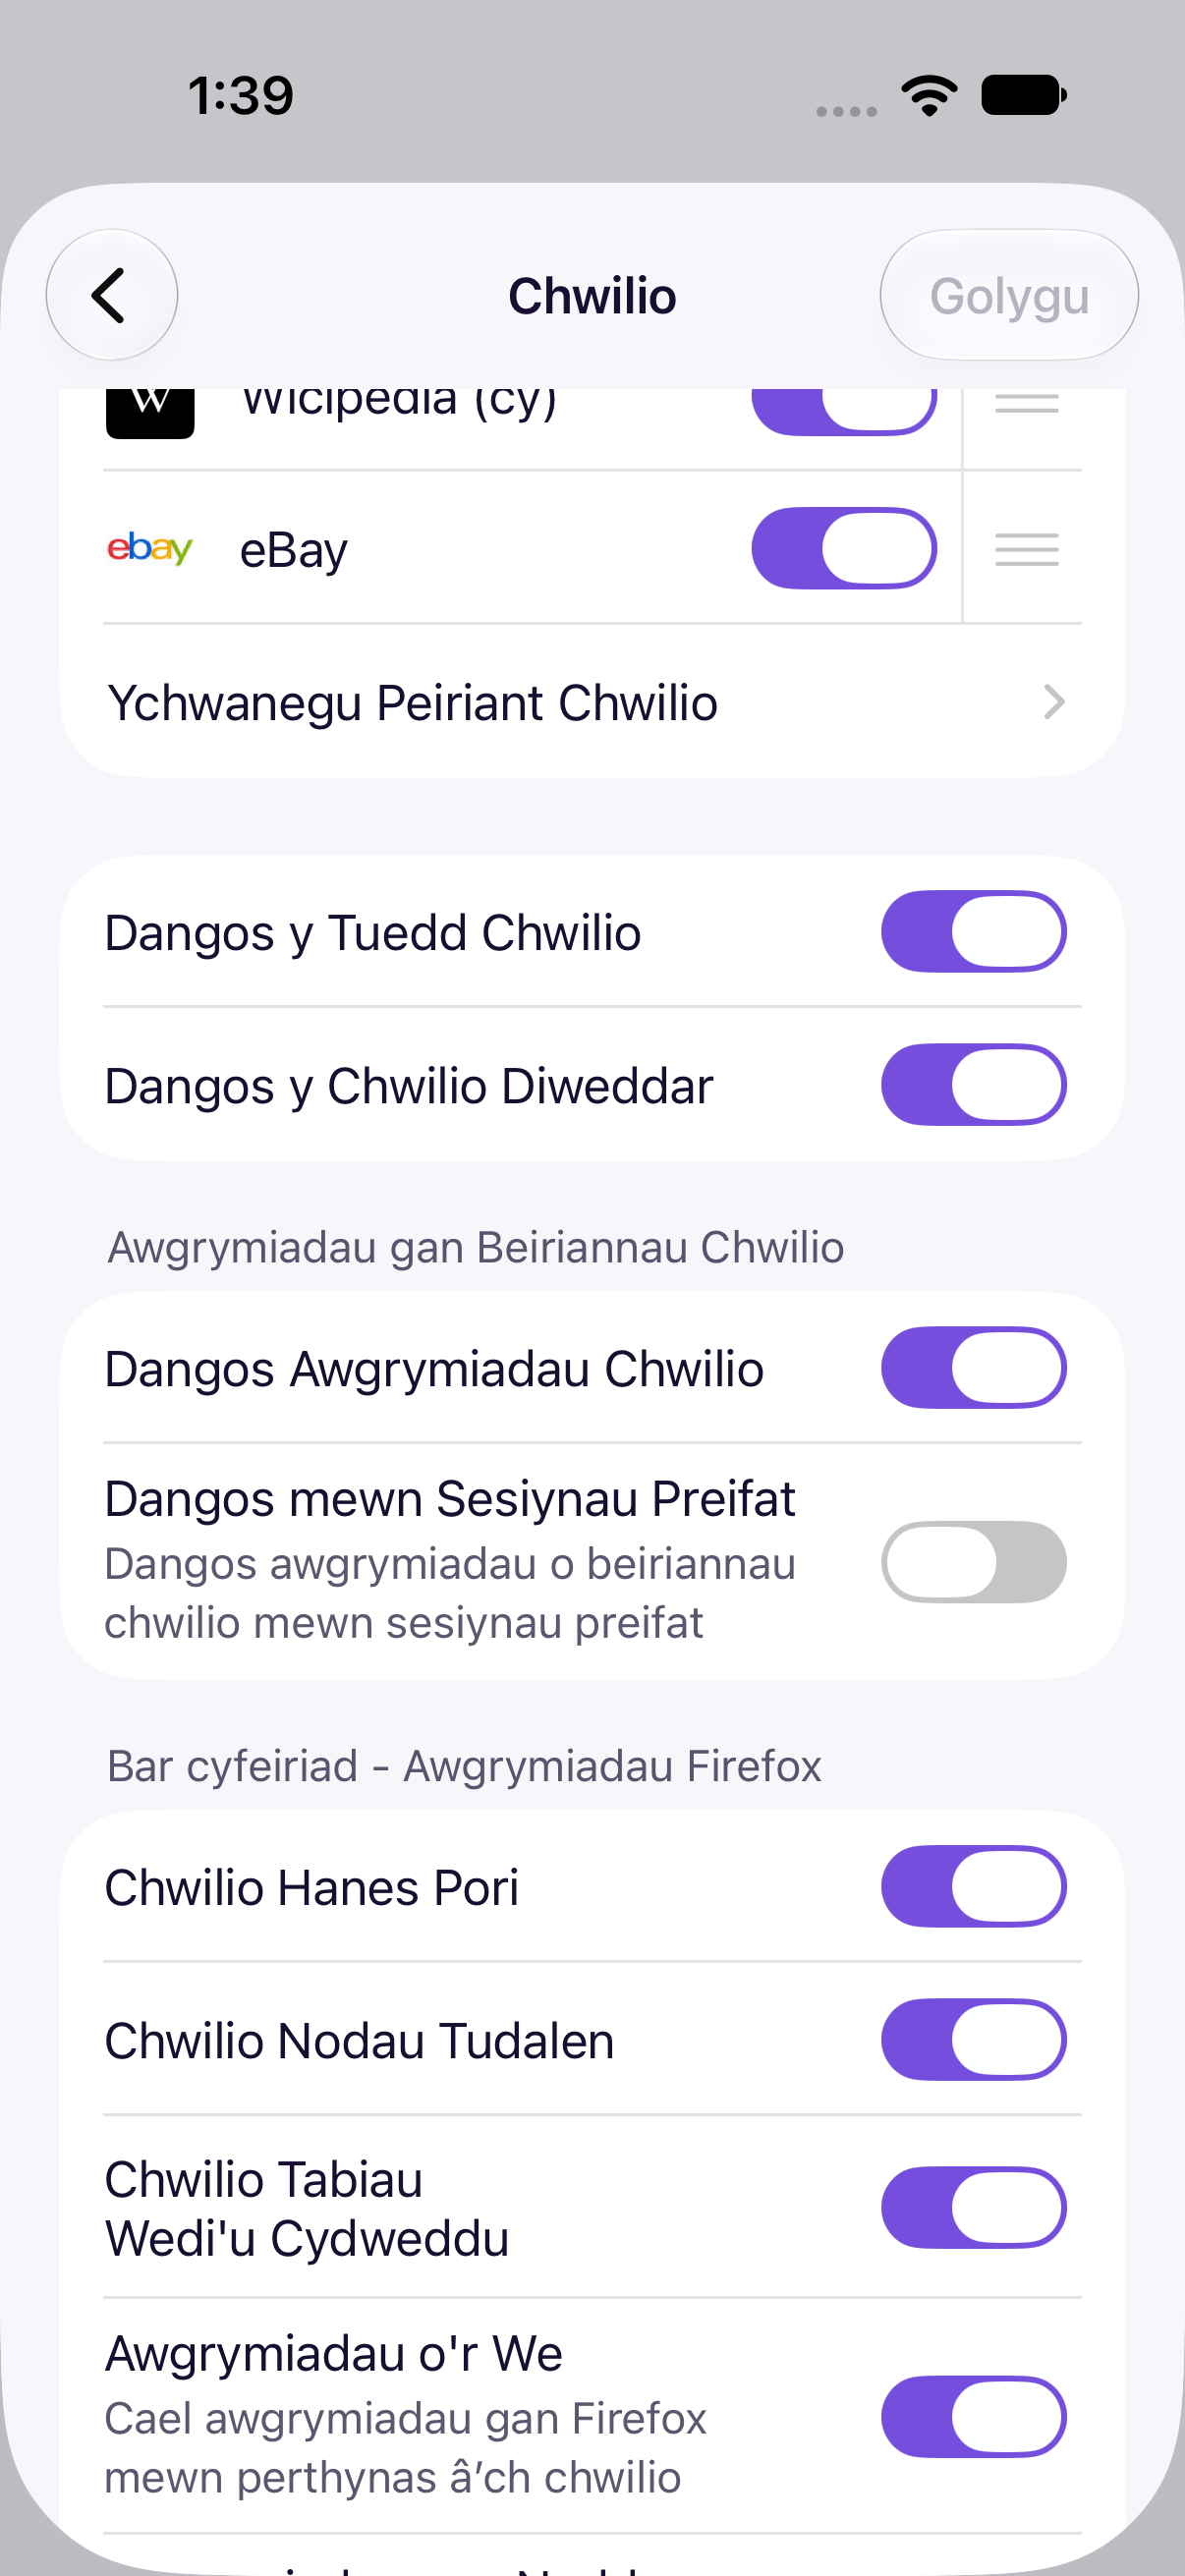 1:39
Chwilio
Golygu
W
Wicipedia (cy)
ebay
eBay
Ychwanegu Peiriant Chwilio
Dangos y Tuedd Chwilio
Dangos y Chwilio Diweddar
Awgrymiadau gan Beiriannau Chwilio
Dangos Awgrymiadau Chwilio
Dangos mewn Sesiynau Preifat
Dangos awgrymiadau o beiriannau
chwilio mewn sesiynau preifat
Bar cyfeiriad - Awgrymiadau Firefox
Chwilio Hanes Pori
Chwilio Nodau Tudalen
Chwilio Tabiau
Wedi'u Cydweddu
Awgrymiadau o'r We
Cael awgrymiadau gan Firefox
mewn perthynas â’ch chwilio